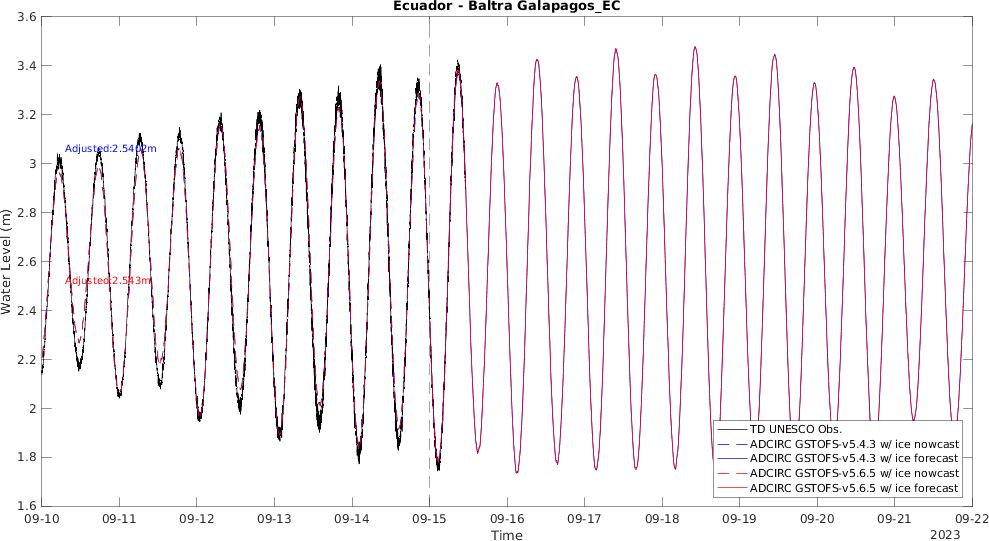 Ecuador - Baltra Galapagos_EC
3.6
3.4
3.2
3
2.8
2.6
2.4
2.2
2
1.8
1.6
Water Level (m)
Adjusted:2.5402m
Adjusted:2.543m
TD UNESCO Obs.
ADCIRC GSTOFS-v5.4.3 w/ ice nowcast
ADCIRC GSTOFS-v5.4.3 w/ ice forecast
ADCIRC GSTOFS-v5.6.5 w/ ice nowcast
ADCIRC GSTOFS-v5.6.5 w/ ice forecast
09-10 09-11 09-12 09-13 09-14 09-15 09-16 09-17 09-18 09-19 09-20 09-21 09-22
Time
2023